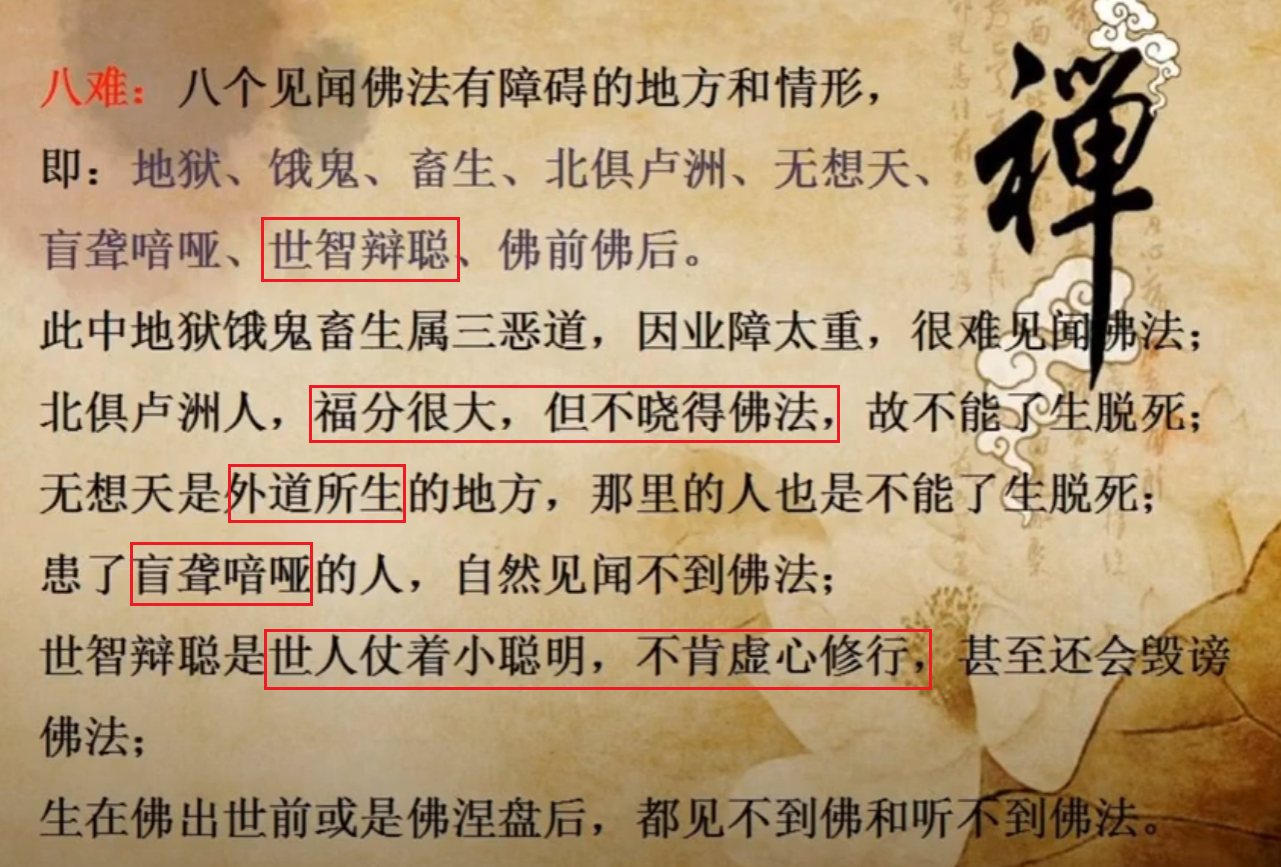 八难：八个见闻佛法有障碍的地方和情形，
即：地狱、饿鬼、畜生、北俱卢洲、无想天、
盲聋喑哑、世智辩聪、佛前佛后。
此中地狱饿鬼畜生属三恶道，因业障太重，很难见闻佛法；
北俱卢洲人，福分很大，但不晓得佛法，故不能了生脱死；
无想天是外道所生的地方，那里的人也是不能了生脱死；
患了盲聋喑哑的人，自然见闻不到佛法；
世智辩聪是世人仗着小聪明，不肯虚心修行，甚至还会毁谤
佛法；
生在佛出世前或是佛涅盘后，都见不到佛和听不到佛法。
禪